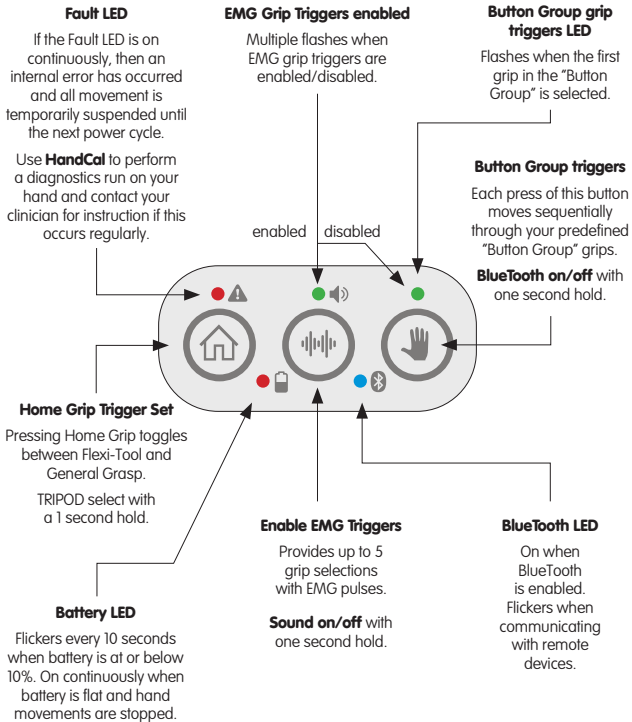 Fault LED
If the Fault LED is on
continuously, then an
internal error has occurred
and all movement is
temporarily suspended until
the next power cycle.
Use HandCal to perform
a diagnostics run on your
hand and contact your
clinician for instruction if this
occurs regularly.
EMG Grip Triggers enabled
Multiple flashes when
EMG grip triggers are
enabled/disabled.
Button Group grip
triggers LED
Flashes when the first
grip in the "Button
Group" is selected.
Button Group triggers
Each press of this button
moves sequentially
through your predefined
"Button Group" grips.
BlueTooth on/off with
one second hold.
enabled
disabled
Home Grip Trigger Set
Pressing Home Grip toggles
between Flexi-Tool and
General Grasp.
TRIPOD select with
a 1 second hold.
Enable EMG Triggers
Provides up to 5
grip selections
with EMG pulses.
Sound on/off with
one second hold.
BlueTooth LED
On when
BlueTooth
is enabled.
Flickers when
communicating
with remote
devices.
Battery LED
Flickers every 10 seconds
when battery is at or below
10%. On continuously when
battery is flat and hand
movements are stopped.